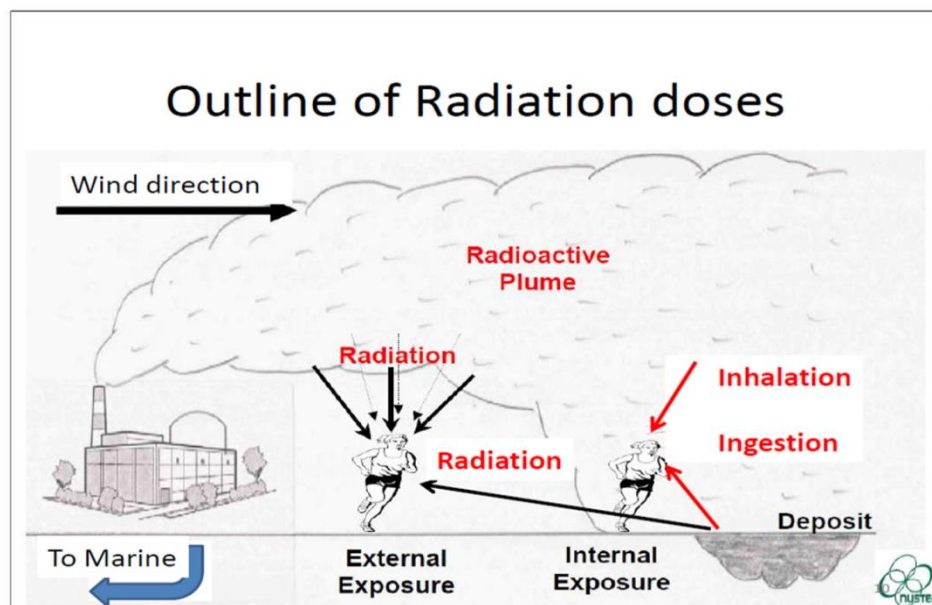 Outline of Radiation doses
Wind direction
Radioactive
Plume
Radiation
Inhalation
Radiation
Ingestion
Deposit
To Marine
External
Exposure
Internal
Exposure
10